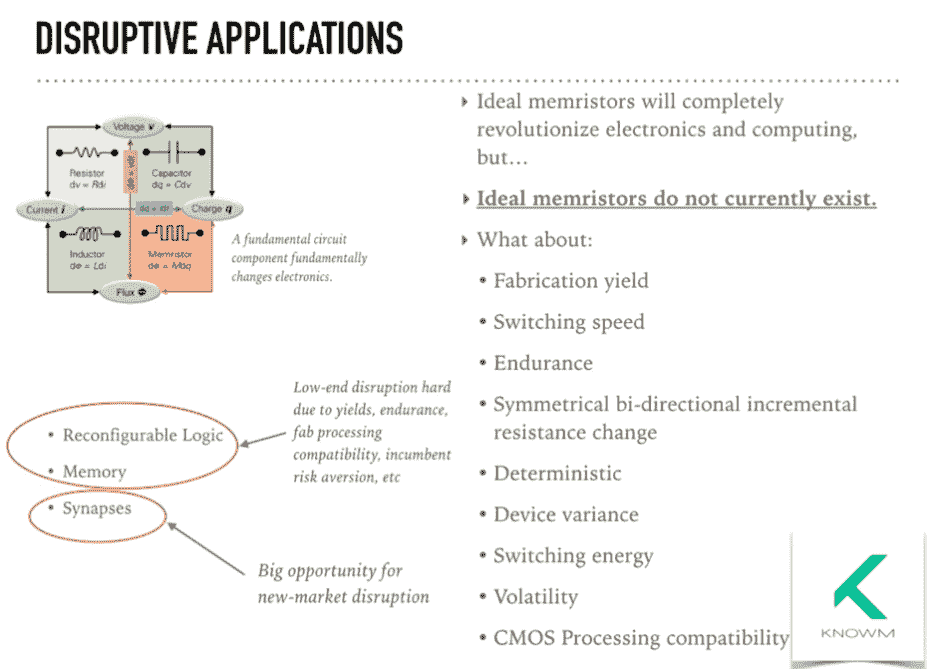 DISRUPTIVE APPLICATIONS
Voltage v
Resistor
dv = Rdi
Capacitor
dq = Cdv
Current i
dq = idt
Charge q
Inductor
Memristor
Flux
A fundamental circuit
component fundamentally
changes electronics.
Reconfigurable Logic
Memory
Synapses
Low-end disruption hard
due to yields, endurance,
fab processing
compatibility, incumbent
risk aversion, etc
Big opportunity for
new-market disruption
Ideal memristors will completely
revolutionize electronics and computing,
but…
Ideal memristors do not currently exist.
What about:
• Fabrication yield
• Switching speed
• Endurance
• Symmetrical bi-directional incremental
resistance change
• Deterministic
• Device variance
• Switching energy
• Volatility
• CMOS Processing compatibility
KNOWM